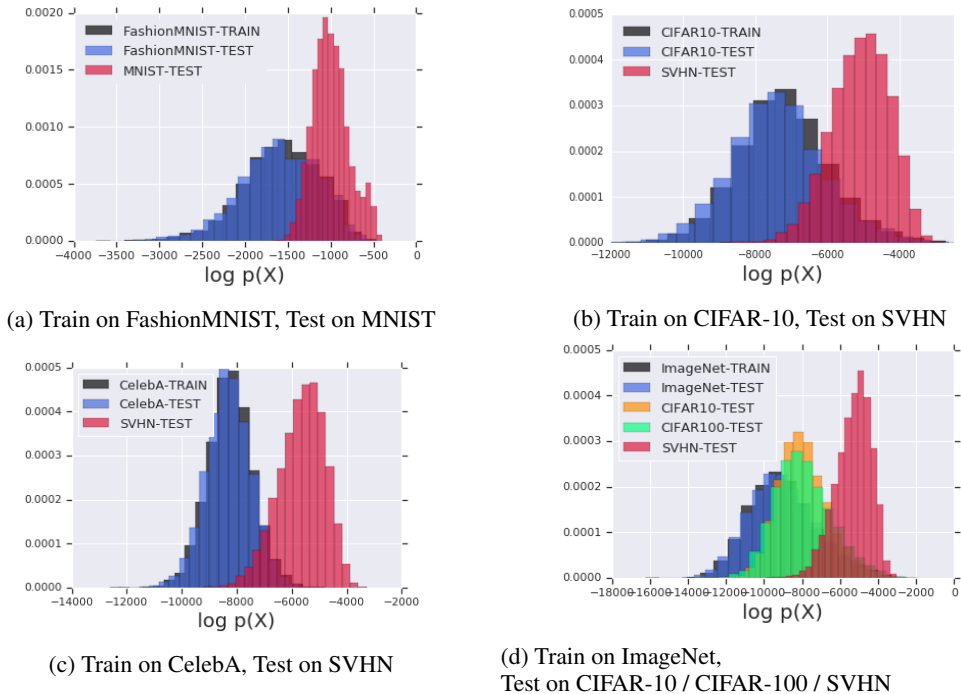 FashionMNIST-TRAIN
FashionMNIST-TEST
MNIST-TEST
0.0020
0.0015
0.0010
0.0005
0.0000
−4000 −3500 −3000 −2500 −2000 −1500 −1000 −500 0
log p(X)
(a) Train on FashionMNIST, Test on MNIST
CIFAR10-TRAIN
CIFAR10-TEST
SVHN-TEST
0.0005
0.0004
0.0003
0.0002
0.0001
0.0000
−12000 −10000 −8000 −6000 −4000
log p(X)
(b) Train on CIFAR-10, Test on SVHN
CelebA-TRAIN
CelebA-TEST
SVHN-TEST
0.0005
0.0004
0.0003
0.0002
0.0001
0.0000
−14000 −12000 −10000 −8000 −6000 −4000 −2000
log p(X)
(c) Train on CelebA, Test on SVHN
ImageNet-TRAIN
ImageNet-TEST
CIFAR10-TEST
CIFAR100-TEST
SVHN-TEST
0.0005
0.0004
0.0003
0.0002
0.0001
0.0000
−18000 −16000 −14000 −12000 −10000 −8000 −6000 −4000 −2000 0
log p(X)
(d) Train on ImageNet,
Test on CIFAR-10 / CIFAR-100 / SVHN